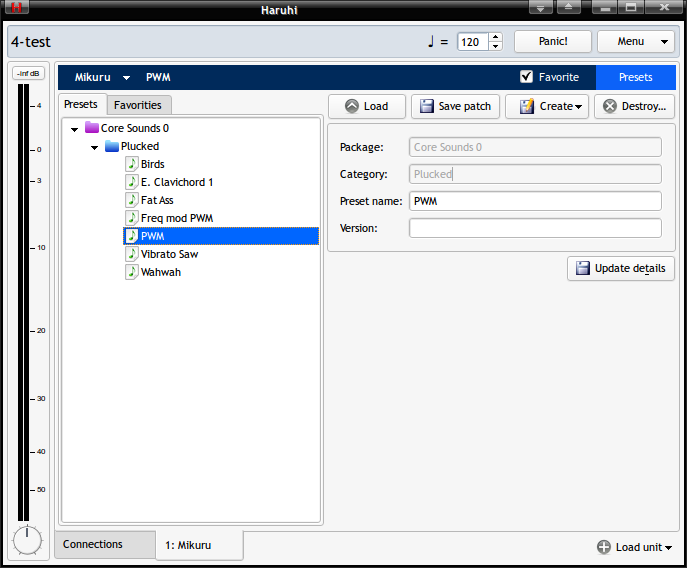 Haruhi
4-test
♩ = 120
Panic!
Menu
-inf dB
4
0
3
10
20
30
40
50
Mikuru
PWM
Favorite
Presets
Presets
Favorities
Core Sounds 0
Plucked
Birds
E. Clavichord 1
Fat Ass
Freq mod PWM
PWM
Vibrato Saw
Wahwah
Load
Save patch
Create
Destroy...
Package: Core Sounds 0
Category: Plucked
Preset name: PWM
Version:
Update details
Connections
1: Mikuru
Load unit